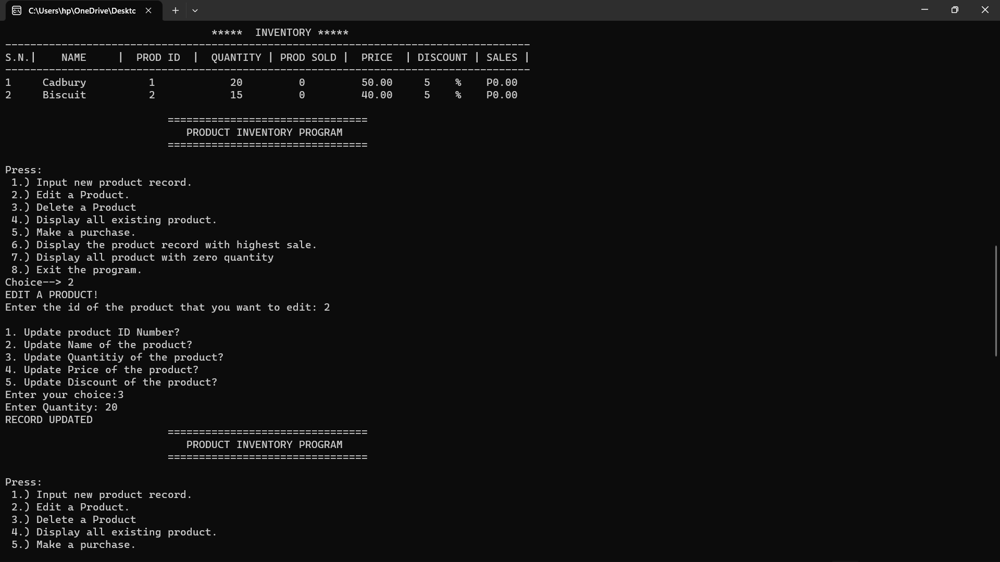 C:\Users\hp\OneDrive\Deskto
***** INVENTORY *****
--------------------------------------------------------------------------------
S.N.| NAME | PROD ID | QUANTITY | PROD SOLD | PRICE | DISCOUNT | SALES |
--------------------------------------------------------------------------------
1 Cadbury 1 20 0 50.00 5 % P0.00
2 Biscuit 2 15 0 40.00 5 % P0.00
================================
PRODUCT INVENTORY PROGRAM
================================
Press:
1.) Input new product record.
2.) Edit a Product.
3.) Delete a Product
4.) Display all existing product.
5.) Make a purchase.
6.) Display the product record with highest sale.
7.) Display all product with zero quantity
8.) Exit the program.
Choice--> 2
EDIT A PRODUCT!
Enter the id of the product that you want to edit: 2
1. Update product ID Number?
2. Update Name of the product?
3. Update Quantitiy of the product?
4. Update Price of the product?
5. Update Discount of the product?
Enter your choice:3
Enter Quantity: 20
RECORD UPDATED
================================
PRODUCT INVENTORY PROGRAM
================================
Press:
1.) Input new product record.
2.) Edit a Product.
3.) Delete a Product
4.) Display all existing product.
5.) Make a purchase.